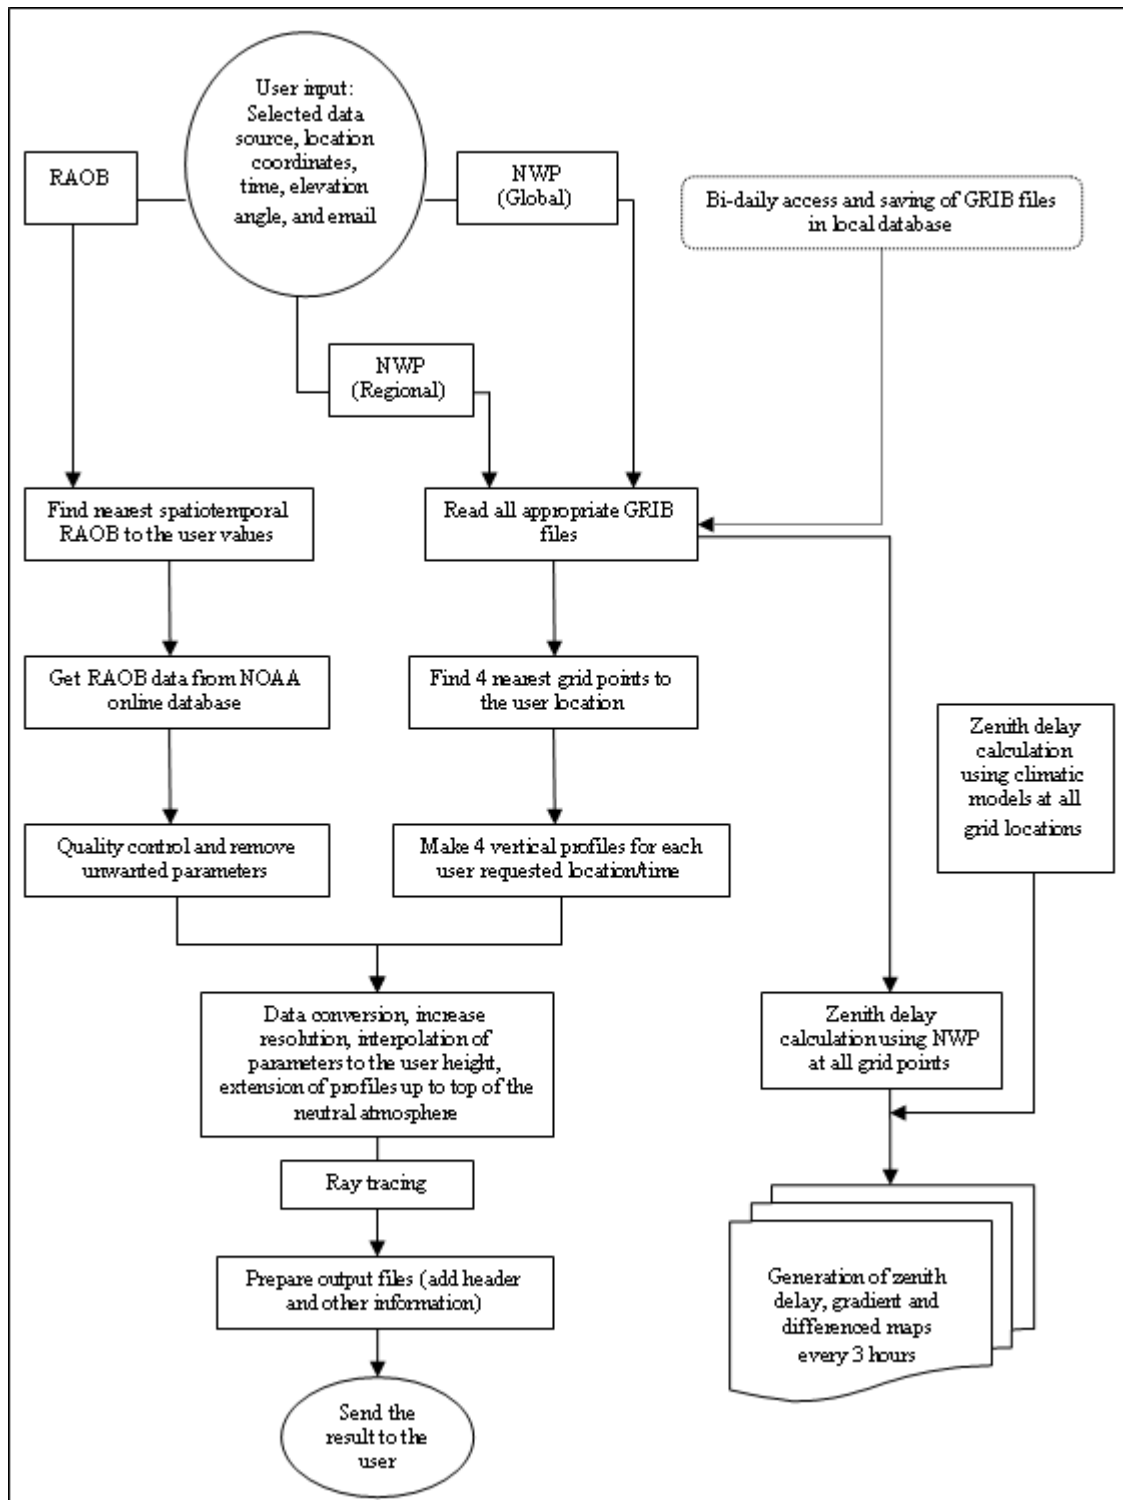 User input:
Selected data
source, location
coordinates,
time, elevation
angle, and email
RAOB
NWP
(Global)
Bi-daily access and saving of GRIB files
in local database
NWP
(Regional)
Find nearest spatiotemporal
RAOB to the user values
Read all appropriate GRIB
files
Get RAOB data from NOAA
online database
Find 4 nearest grid points to
the user location
Zenith delay
calculation
using climatic
models at all
grid locations
Quality control and remove
unwanted parameters
Make 4 vertical profiles for each
user requested location/time
Data conversion, increase
resolution, interpolation of
parameters to the user height,
extension of profiles up to top of the
neutral atmosphere
Zenith delay
calculation using NWP
at all grid points
Ray tracing
Prepare output files (add header
and other information)
Generation of zenith
delay, gradient and
differenced maps
every 3 hours
Send the
result to the
user